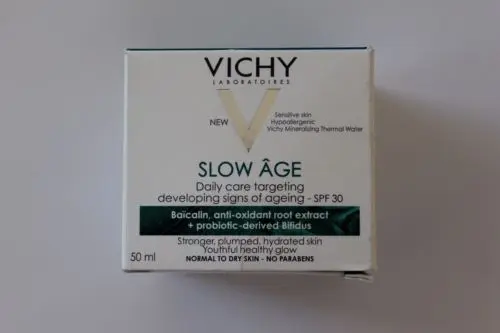 VICHY
LABORATOIRES
NEW
Sensitive skin
Hypoallergenic
Vichy Mineralizing Thermal Water
SLOW ÂGE
Daily care targeting
developing signs of ageing - SPF 30
Baïcalin, anti-oxidant root extract
+ probiotic-derived Bifidus
Stronger, plumped, hydrated skin
Youthful healthy glow
50 ml
NORMAL TO DRY SKIN - NO PARABENS